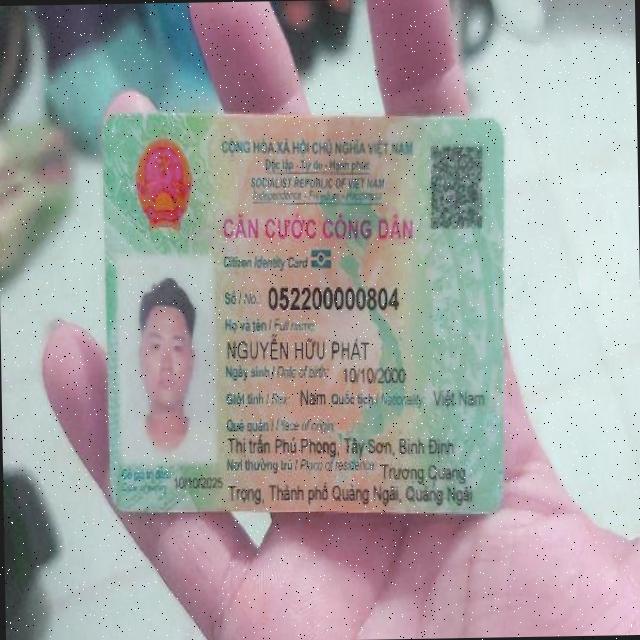 CỘNG HÒA XÃ HỘI CHỦ NGHĨA VIỆT NAM
Độc lập - Tự do - Hạnh phúc
SOCIALIST REPUBLIC OF VIET NAM
Independence - Freedom - Happiness
CĂN CƯỚC CÔNG DÂN
Citizen Identity Card
Số / No.: 052200000804
Họ và tên / Full name:
NGUYỄN HỮU PHÁT
Ngày sinh / Date of birth: 10/10/2000
Giới tính / Sex: Nam Quốc tịch / Nationality: Việt Nam
Quê quán / Place of origin:
Thị trấn Phú Phong, Tây Sơn, Bình Định
Nơi thường trú / Place of residence: Trương Quang
Trọng, Thành phố Quảng Ngãi, Quảng Ngãi
Có giá trị đến: 10/10/2025